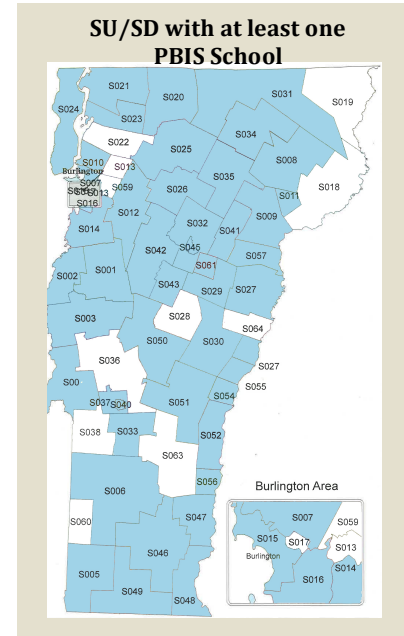 SU/SD with at least one
PBIS School
S021
S020
S031
S019
S024
S023
S022
S034
S025
S010
S013
S008
Burlington
S035
S007
S059
S026
S018
S013
S011
S016
S012
S009
S032
S014
S041
S045
S042
S057
S061
S002
S001
S043
S029
S027
S028
S003
S064
S050
S030
S036
S027
S00
S055
S054
S037
S040
S051
S038
S033
S052
S063
S056
S006
Burlington Area
S047
S007
S060
S059
S015
S017
S013
Burlington
S046
S014
S016
S005
S049
S048